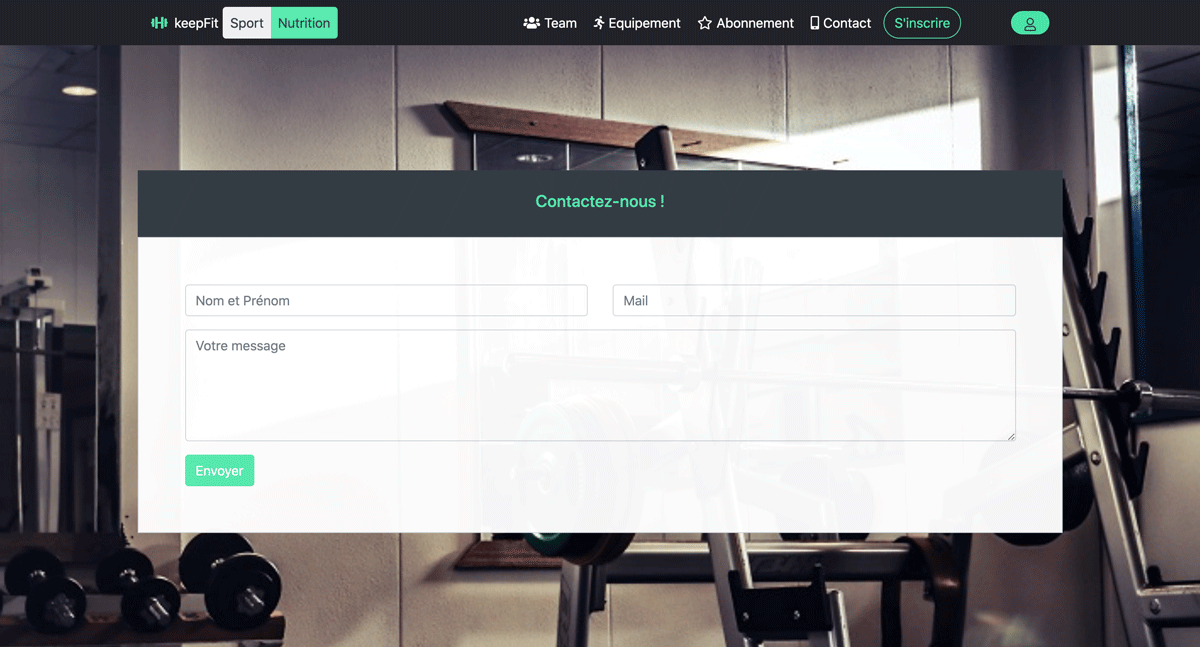 keepFit Sport Nutrition Team Equipement Abonnement Contact S'inscrire
Contactez-nous !
Nom et Prénom Mail
Votre message
Envoyer